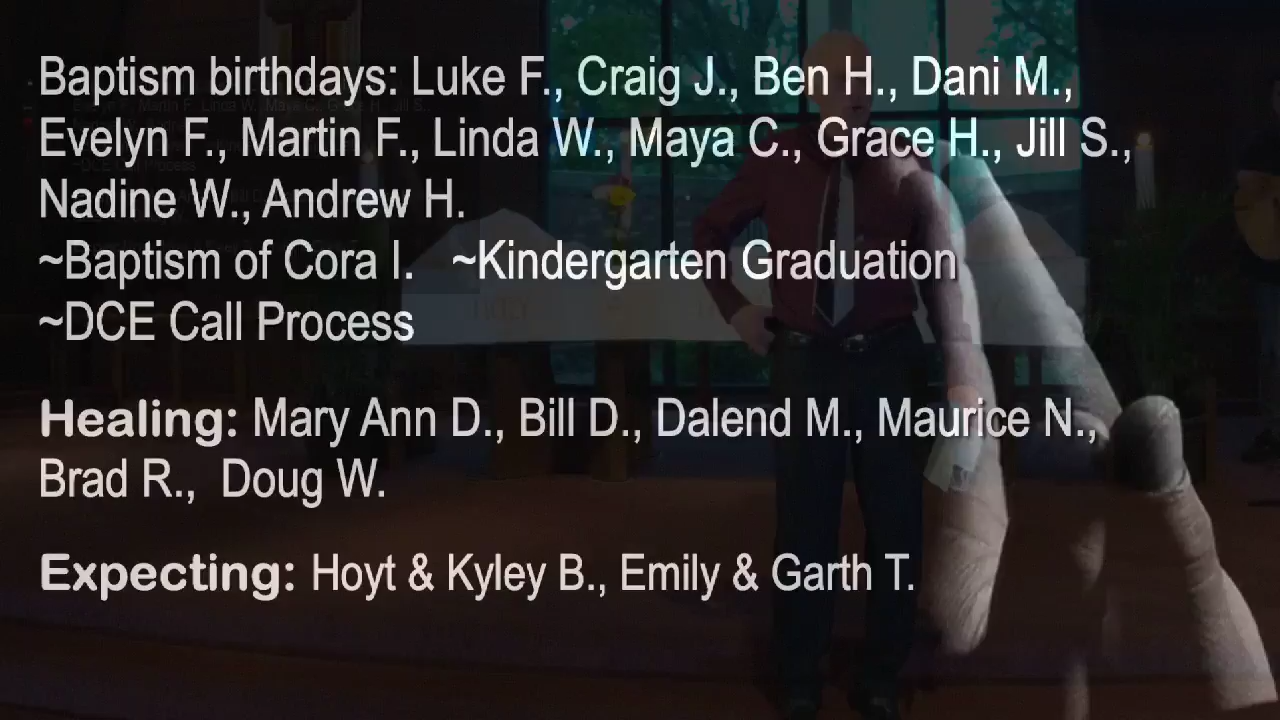 Baptism birthdays: Luke F., Craig J., Ben H., Dani M.,
Evelyn F., Martin F., Linda W., Maya C., Grace H., Jill S.,
Nadine W., Andrew H.
~Baptism of Cora I. ~Kindergarten Graduation
~DCE Call Process
Healing: Mary Ann D., Bill D., Dalend M., Maurice N.,
Brad R., Doug W.
Expecting: Hoyt & Kyley B., Emily & Garth T.
HOLY